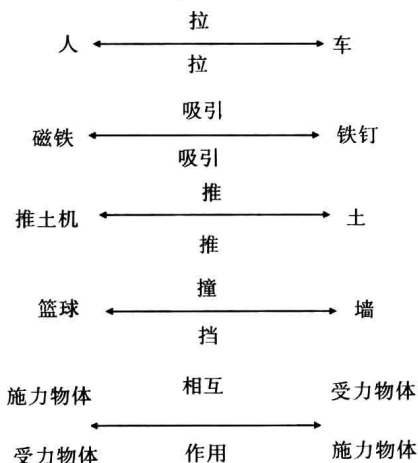 拉
人 车
拉
吸引
磁铁 铁钉
吸引
推
推土机 土
推
撞
篮球 墙
挡
施力物体 相互 受力物体
受力物体 作用 施力物体